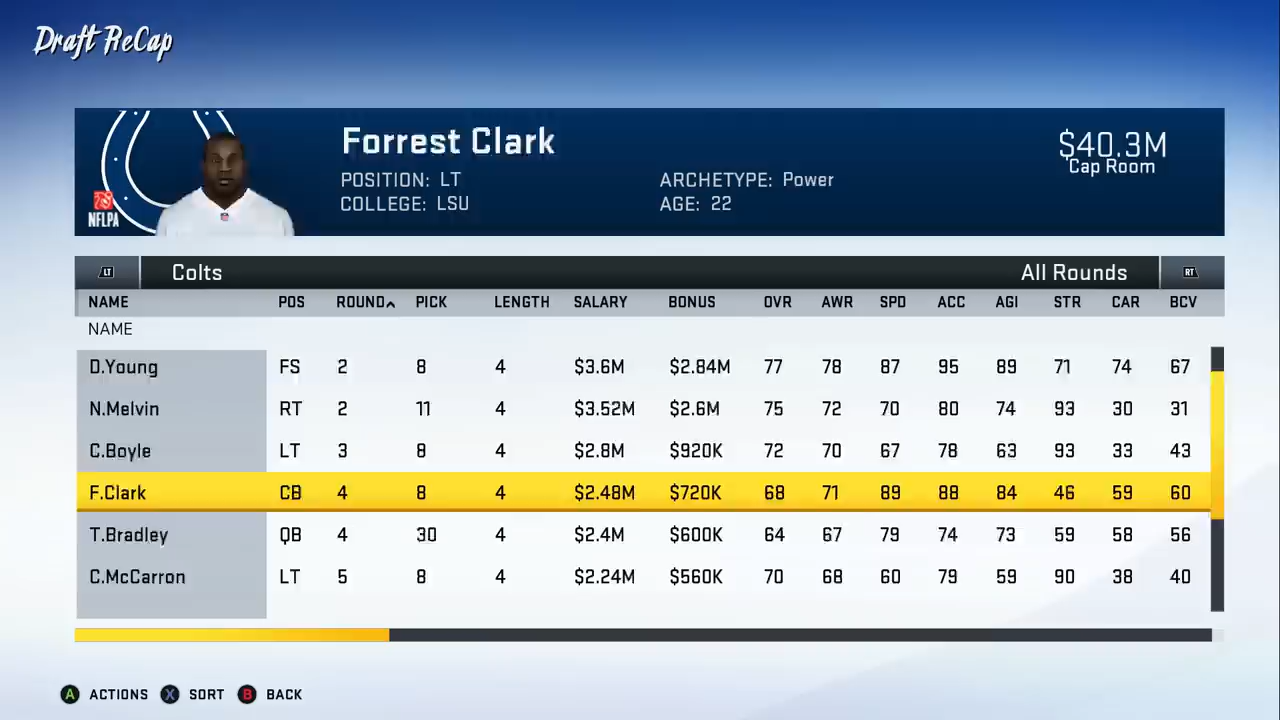 Draft ReCap
Forrest Clark
POSITION: LT
ARCHETYPE: Power
COLLEGE: LSU
AGE: 22
$40.3M
Cap Room
NFLPA
LT Colts All Rounds RT
NAME POS ROUND PICK LENGTH SALARY BONUS OVR AWR SPD ACC AGI STR CAR BCV
NAME
D.Young FS 2 8 4 $3.6M $2.84M 77 78 87 95 89 71 74 67
N.Melvin RT 2 11 4 $3.52M $2.6M 75 72 70 80 74 93 30 31
C.Boyle LT 3 8 4 $2.8M $920K 72 70 67 78 63 93 33 43
F.Clark CB 4 8 4 $2.48M $720K 68 71 89 88 84 46 59 60
T.Bradley QB 4 30 4 $2.4M $600K 64 67 79 74 73 59 58 56
C.McCarron LT 5 8 4 $2.24M $560K 70 68 60 79 59 90 38 40
A ACTIONS X SORT B BACK